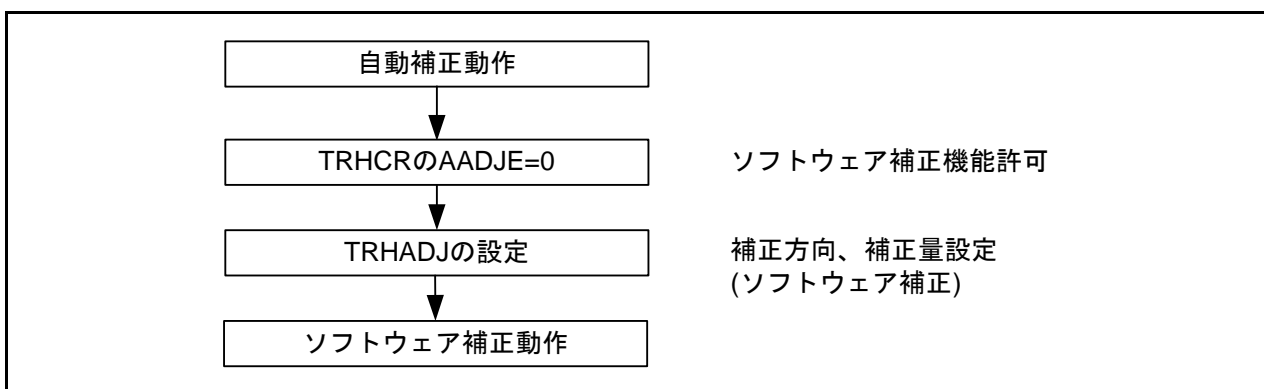 自動補正動作
TRHCRのAADJE=0
ソフトウェア補正機能許可
TRHADJの設定
補正方向、補正量設定
(ソフトウェア補正)
ソフトウェア補正動作